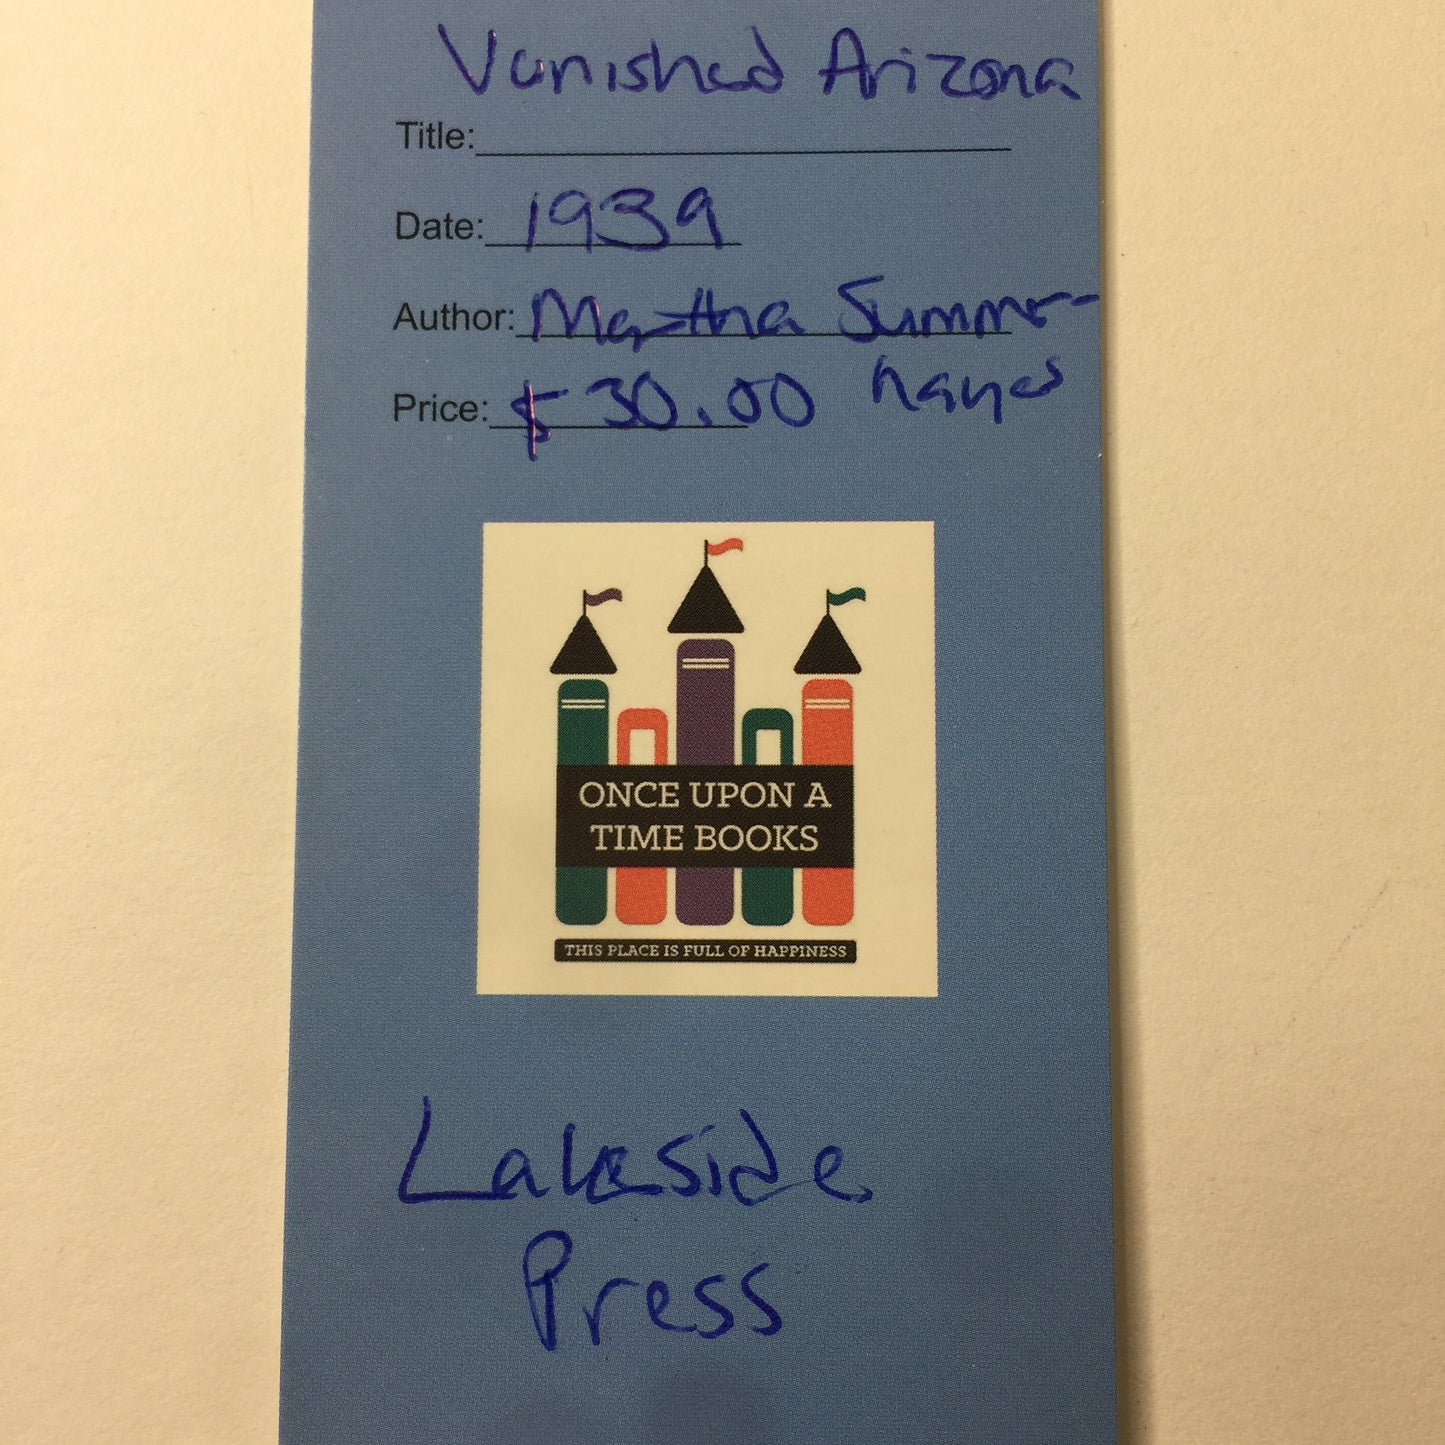 Vanished Arizona
Title:
Date: 1939
Author: Martha Summer-
hayes
Price: $30.00
ONCE UPON A
TIME BOOKS
THIS PLACE IS FULL OF HAPPINESS
Lakeside
Press